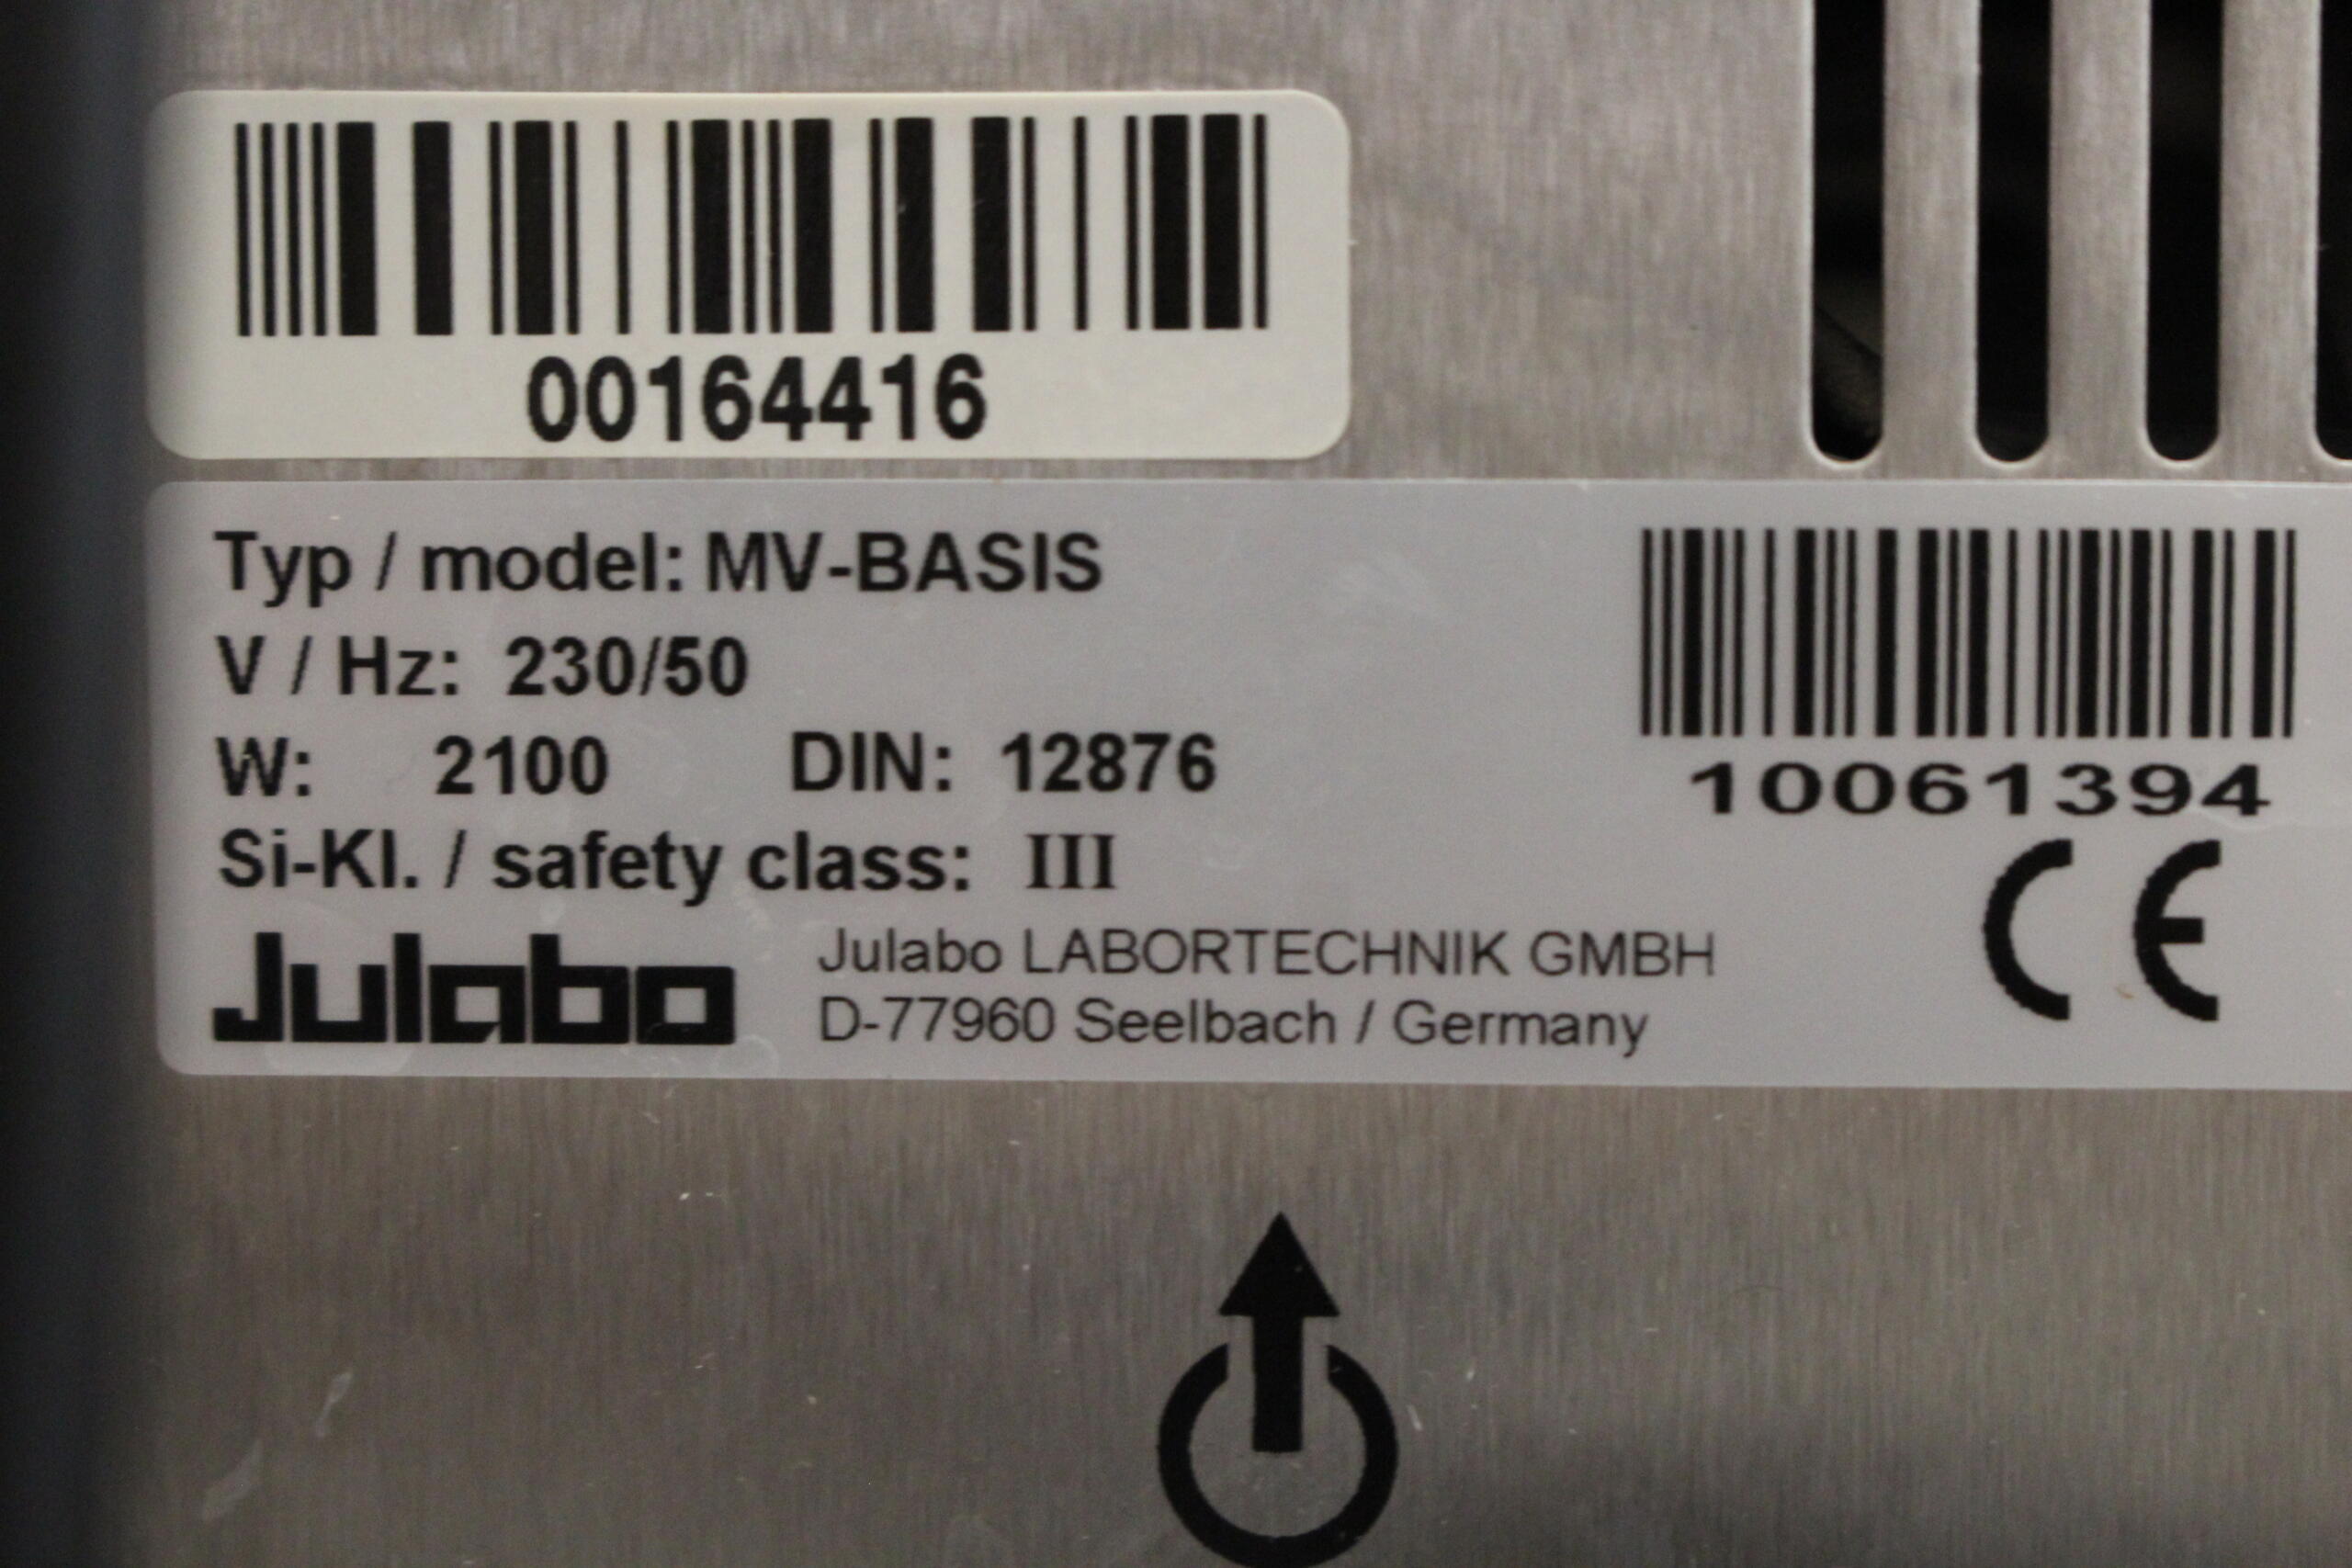 00164416
Typ / model: MV-BASIS
V / Hz: 230/50
W: 2100 DIN: 12876
Si-Kl. / safety class: III
10061394
CE
Julabo
Julabo LABORTECHNIK GMBH
D-77960 Seelbach / Germany